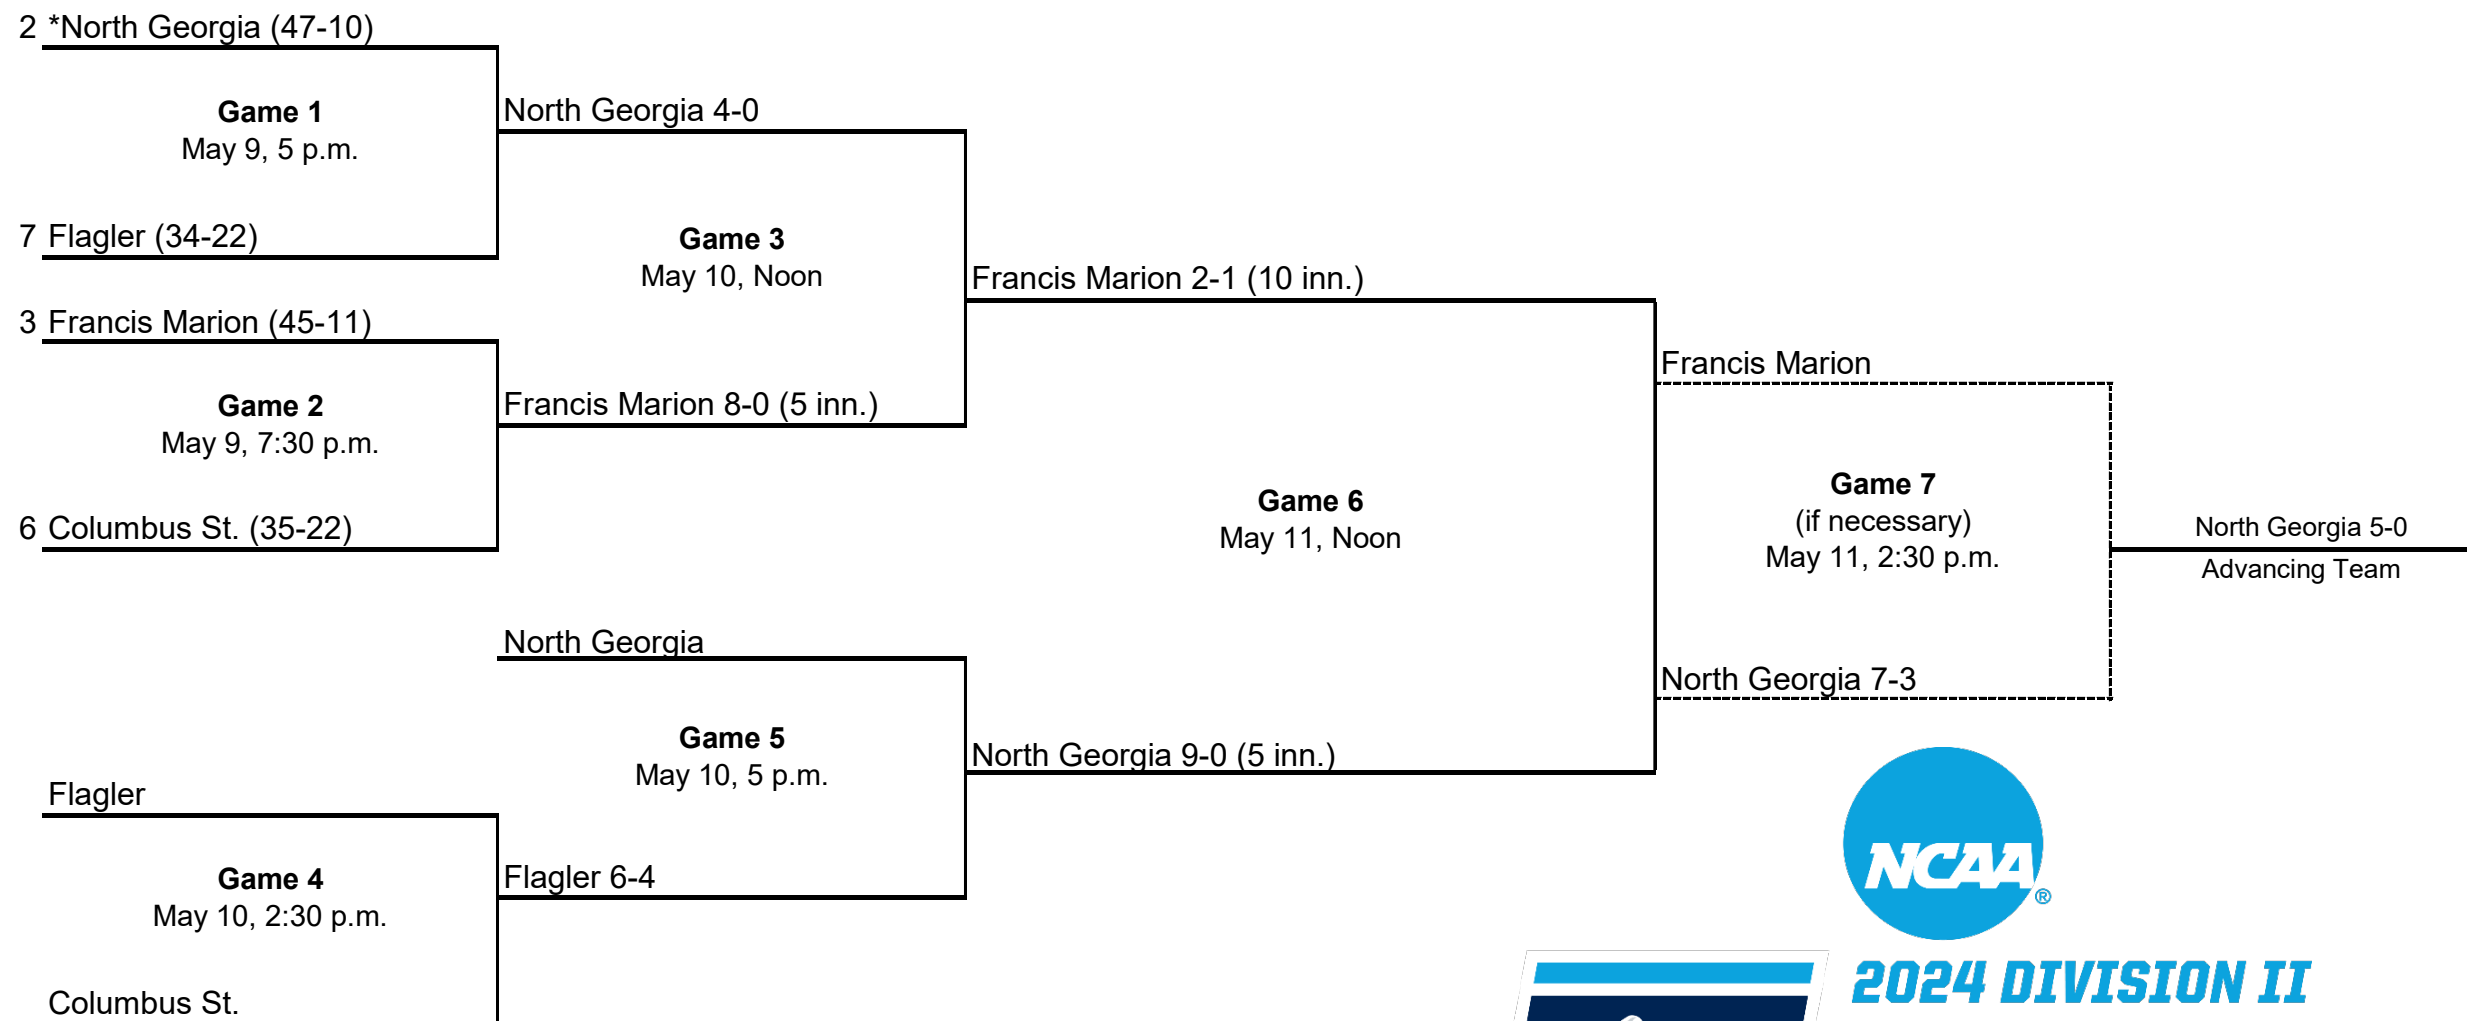 2 *North Georgia (47-10)
Game 1
May 9, 5 p.m.
North Georgia 4-0
7 Flagler (34-22)
Game 3
May 10, Noon
Francis Marion 2-1 (10 inn.)
3 Francis Marion (45-11)
Francis Marion
Game 2
May 9, 7:30 p.m.
Francis Marion 8-0 (5 inn.)
Game 6
May 11, Noon
Game 7
(if necessary)
May 11, 2:30 p.m.
6 Columbus St. (35-22)
North Georgia 5-0
Advancing Team
North Georgia
North Georgia 7-3
Game 5
May 10, 5 p.m.
North Georgia 9-0 (5 inn.)
Flagler
Game 4
May 10, 2:30 p.m.
Flagler 6-4
Columbus St.
NCAA®
2024 DIVISION II